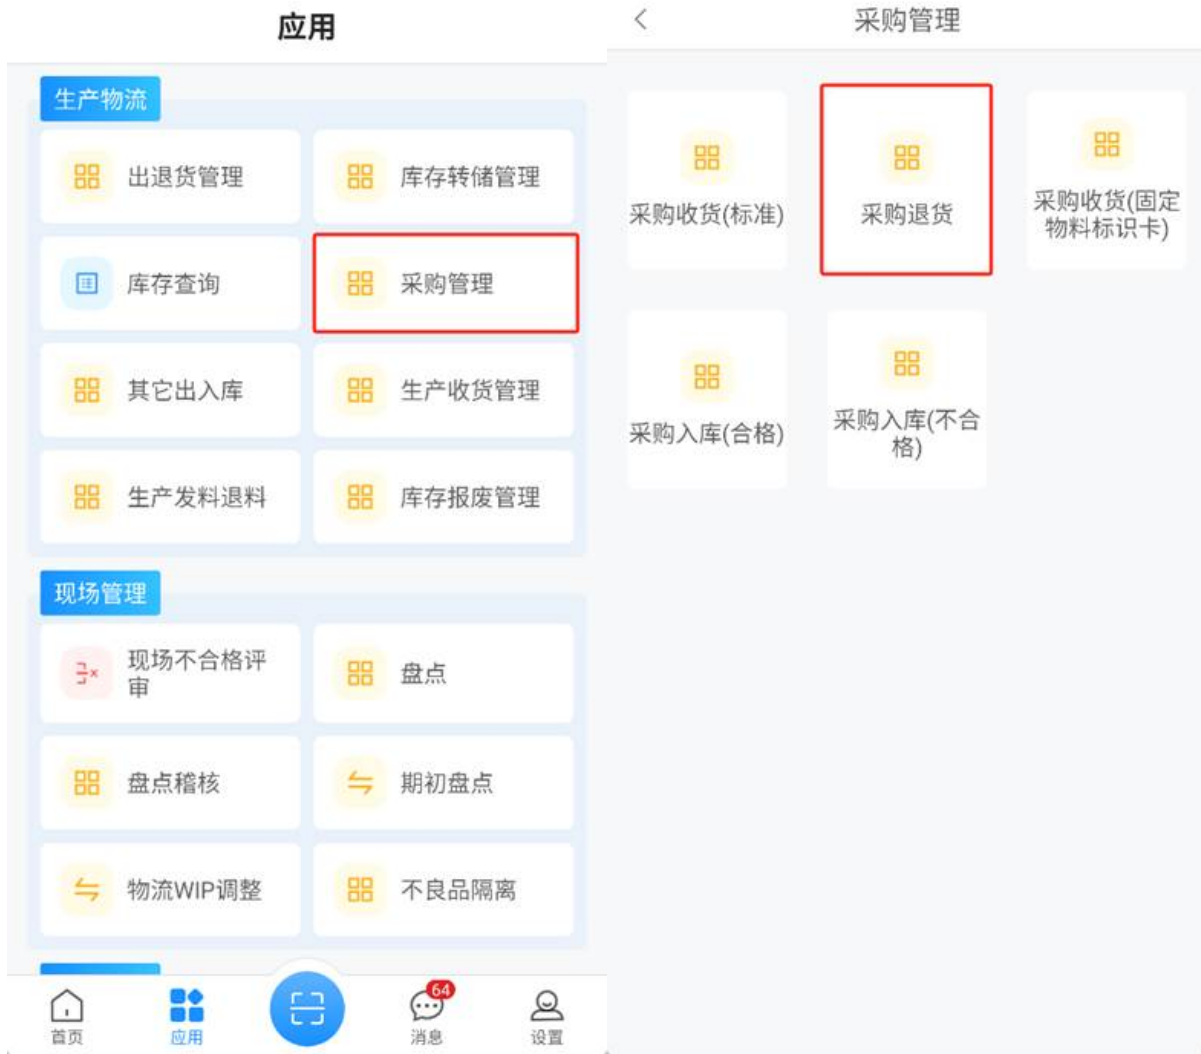 应用
生产物流
出退货管理
库存转储管理
库存查询
采购管理
其它出入库
生产收货管理
生产发料退料
库存报废管理
现场管理
现场不合格评
审
盘点
盘点稽核
期初盘点
物流WIP调整
不良品隔离
首页
应用
64
消息
设置
采购管理
采购收货(标准)
采购退货
采购收货(固定
物料标识卡)
采购入库(合格)
采购入库(不合
格)